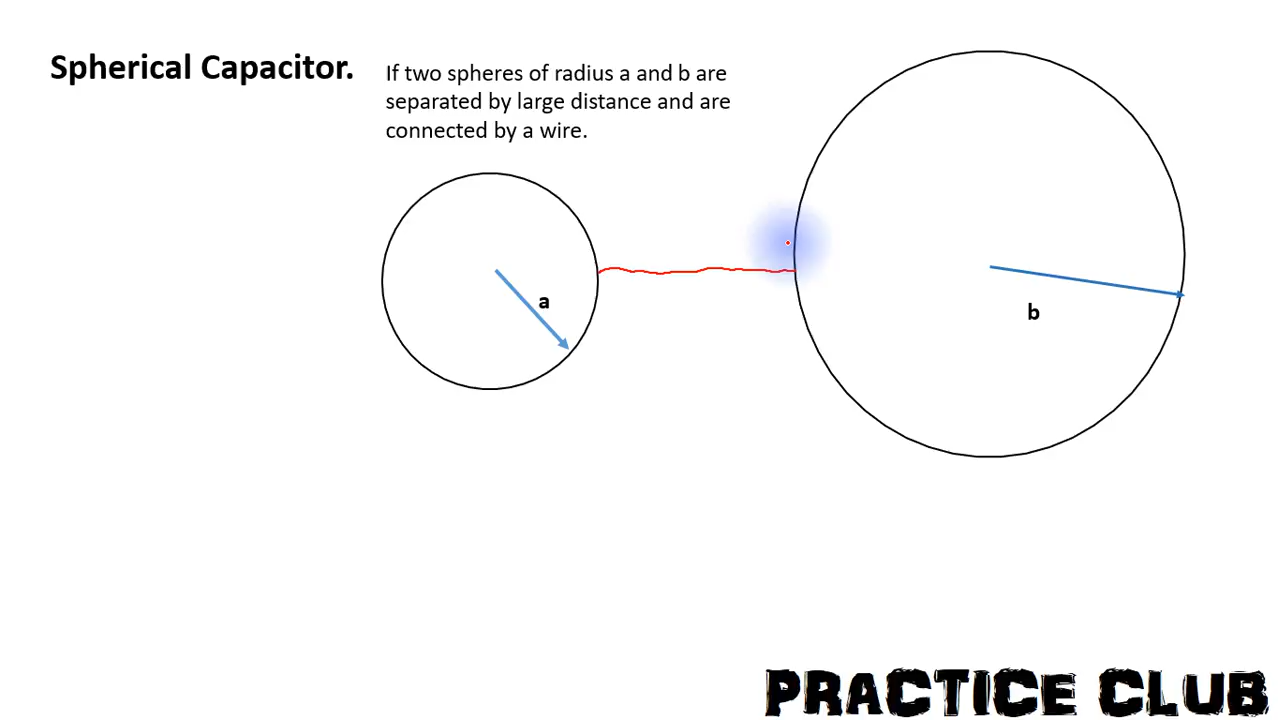 Spherical Capacitor.
If two spheres of radius a and b are
separated by large distance and are
connected by a wire.
a
b
PRACTICE CLUB